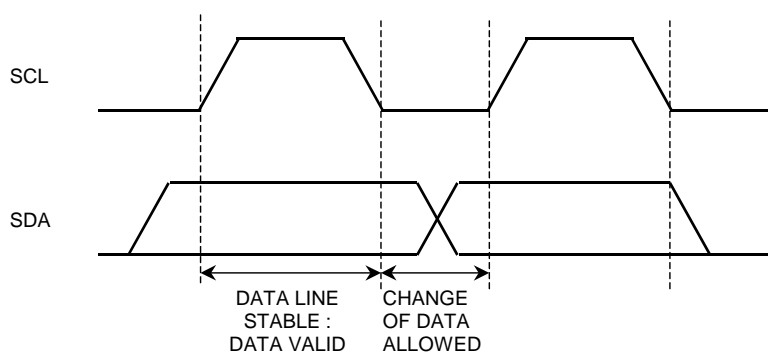 SCL
SDA
DATA LINE
STABLE :
DATA VALID
CHANGE
OF DATA
ALLOWED